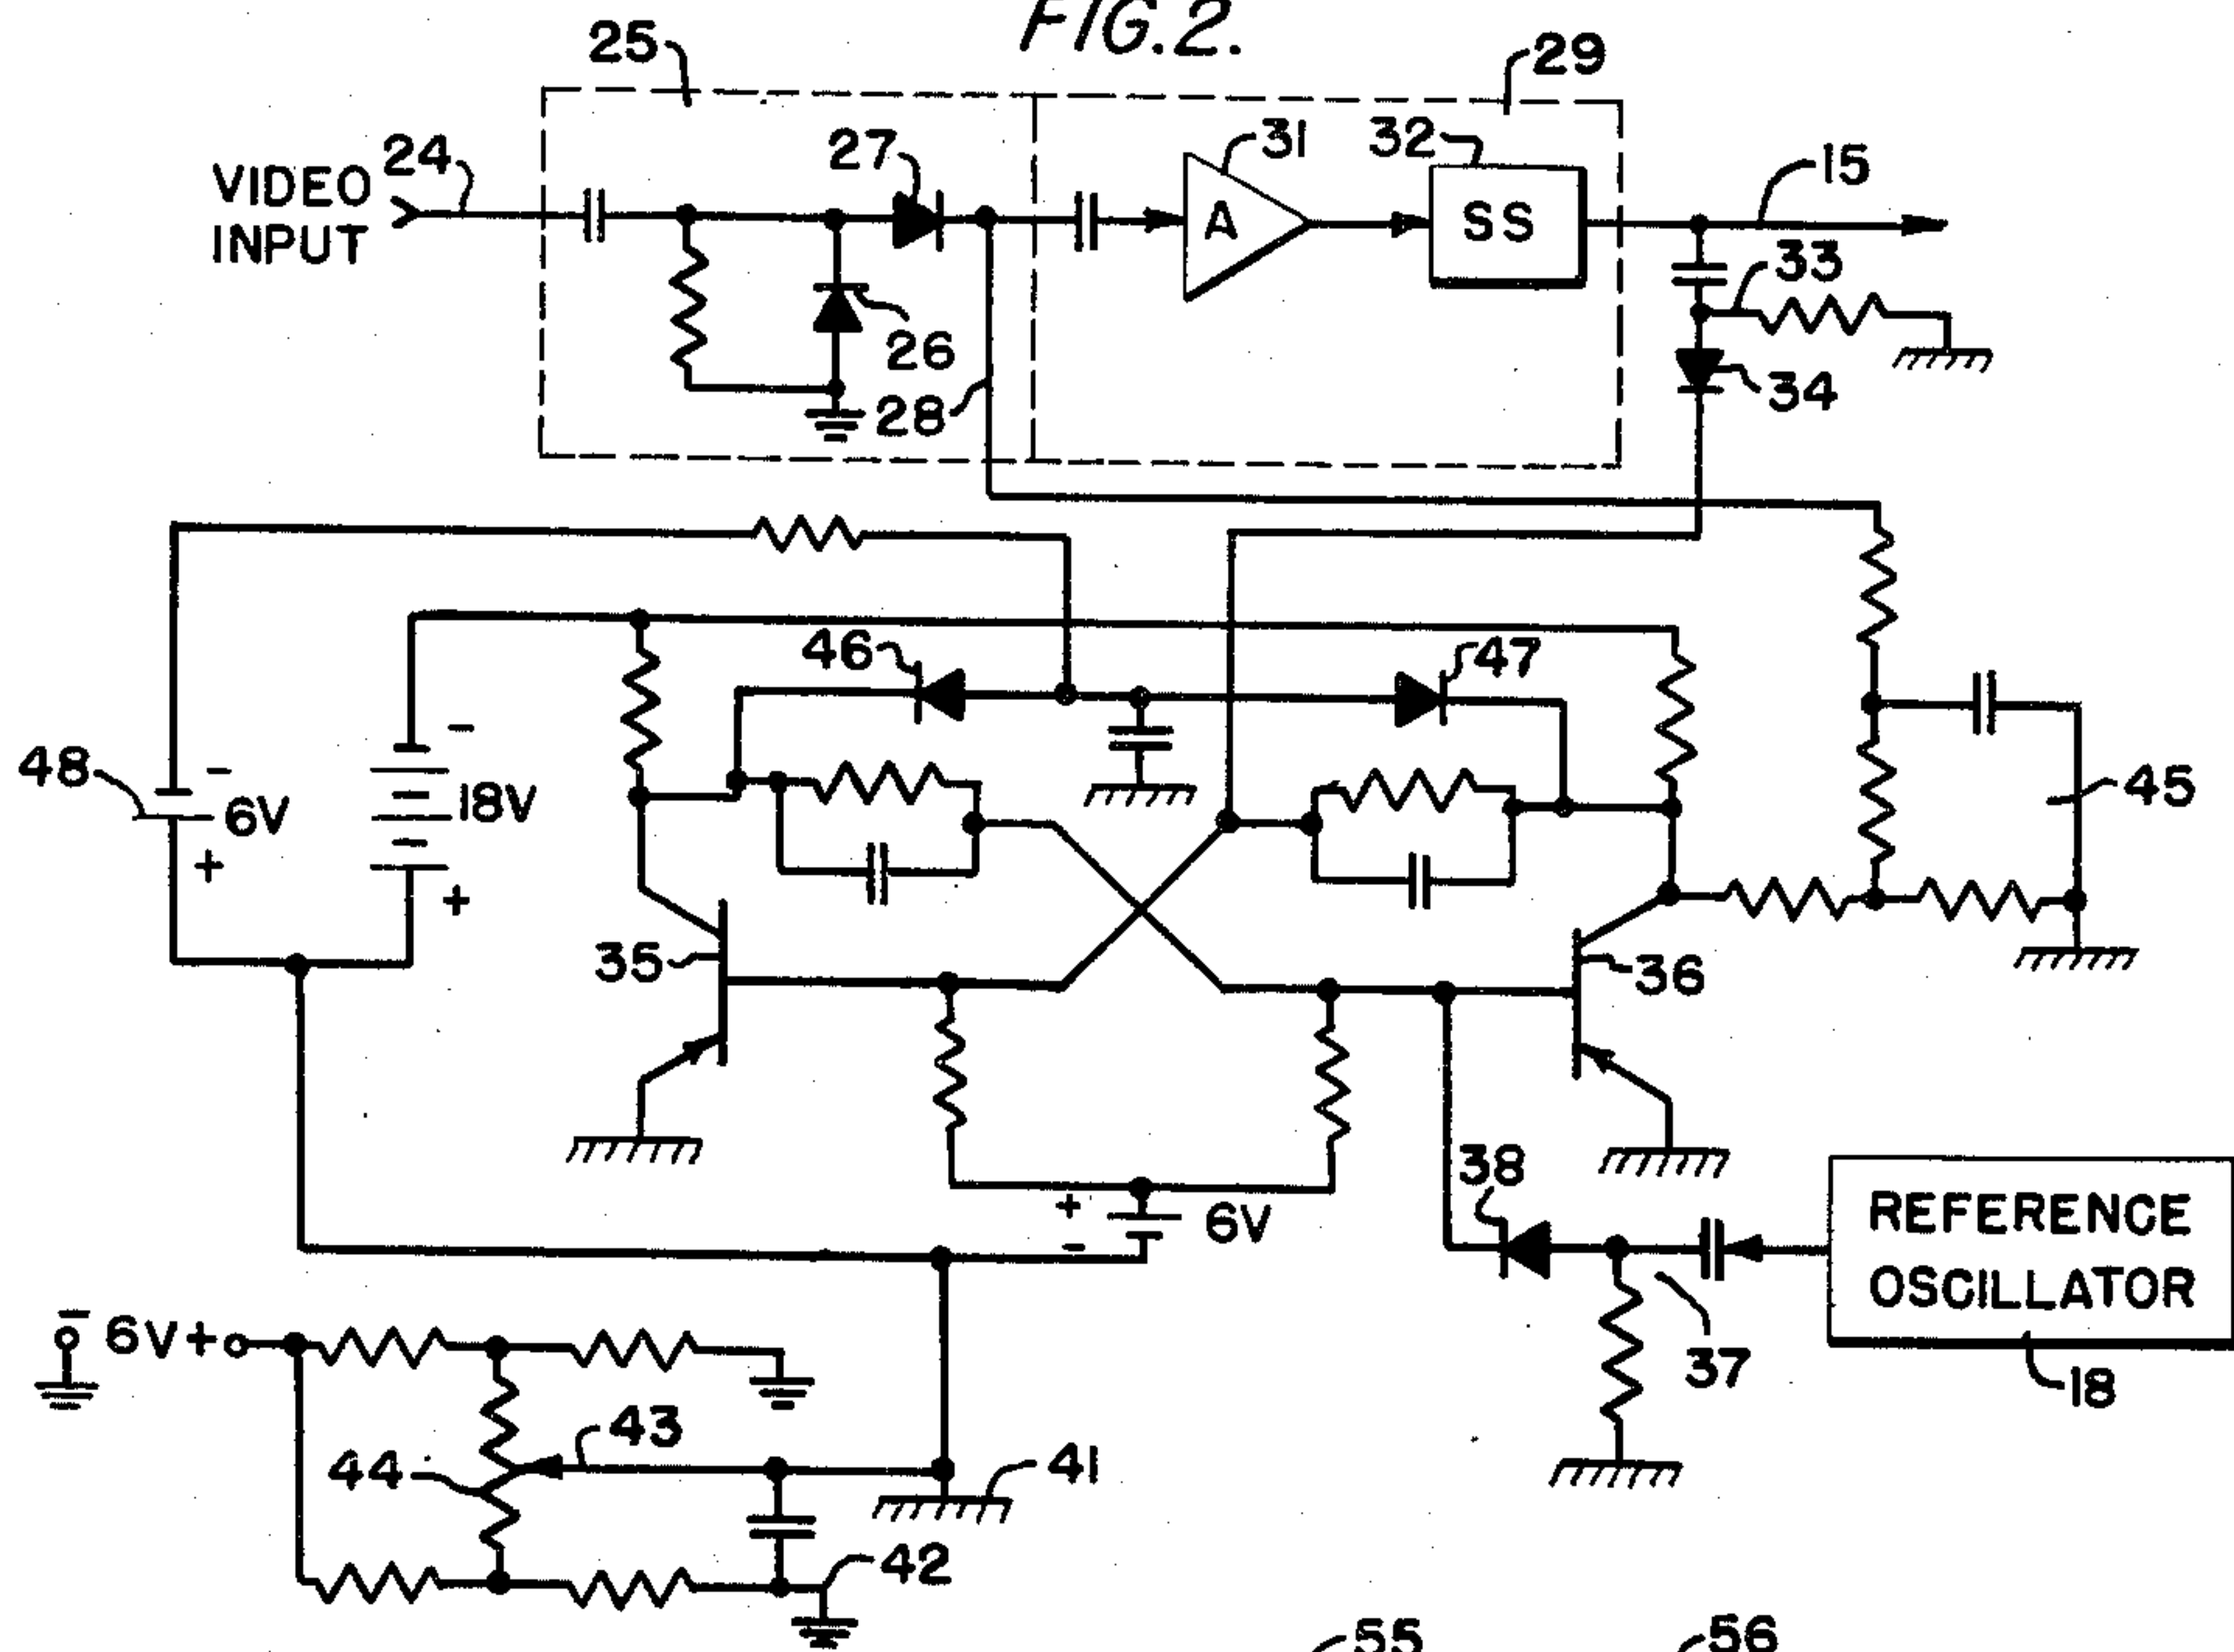 FIG.2.
25
29
24
27
31
32
15
VIDEO
INPUT
A
SS
33
26
28
34
46
47
48
-
6V
+
-
18V
+
45
35
36
38
+
6V
-
REFERENCE
OSCILLATOR
- 6V+
37
18
43
44
41
42
55
56